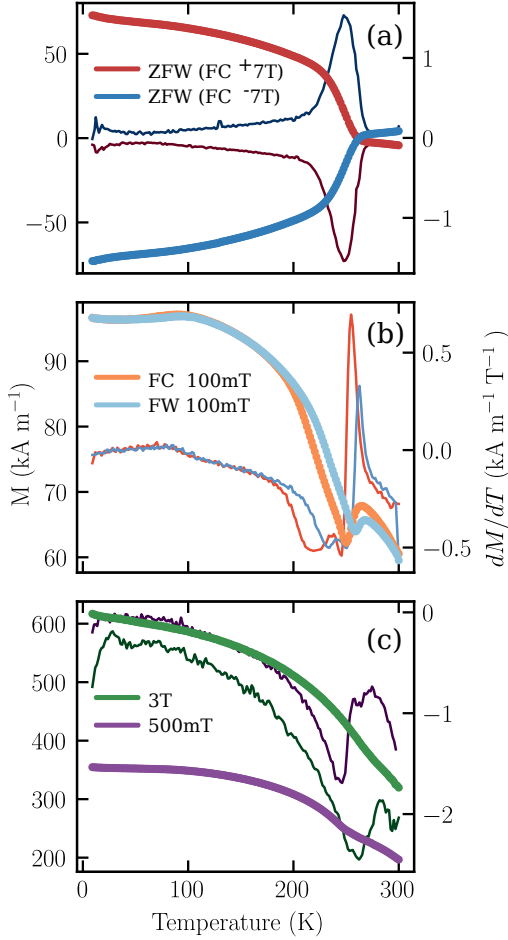 (a)
50
0
−50
1
0
−1
ZFW (FC +7T)
ZFW (FC -7T)
(b)
90
80
70
60
0.5
0.0
−0.5
FC 100mT
FW 100mT
M (kA m−1)
dM/dT (kA m−1 T−1)
(c)
600
500
400
300
200
0
−1
−2
3T
500mT
0
100
200
300
Temperature (K)